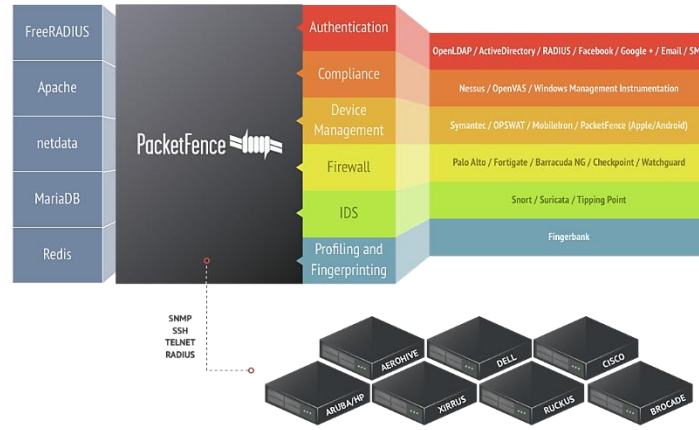 FreeRADIUS
Apache
netdata
MariaDB
Redis
PacketFence
Authentication
Compliance
Device
Management
Firewall
IDS
Profiling and
Fingerprinting
OpenLDAP / ActiveDirectory / RADIUS / Facebook / Google + / Email / SM
Nessus / OpenVAS / Windows Management Instrumentation
Symantec / OPSWAT / MobileIron / PacketFence (Apple/Android)
Palo Alto / Fortigate / Barracuda NG / Checkpoint / Watchguard
Snort / Suricata / Tipping Point
Fingerbank
SNMP
SSH
TELNET
RADIUS
AEROHIVE
DELL
CISCO
ARUBA/HP
XIRRUS
RUCKUS
BROCADE